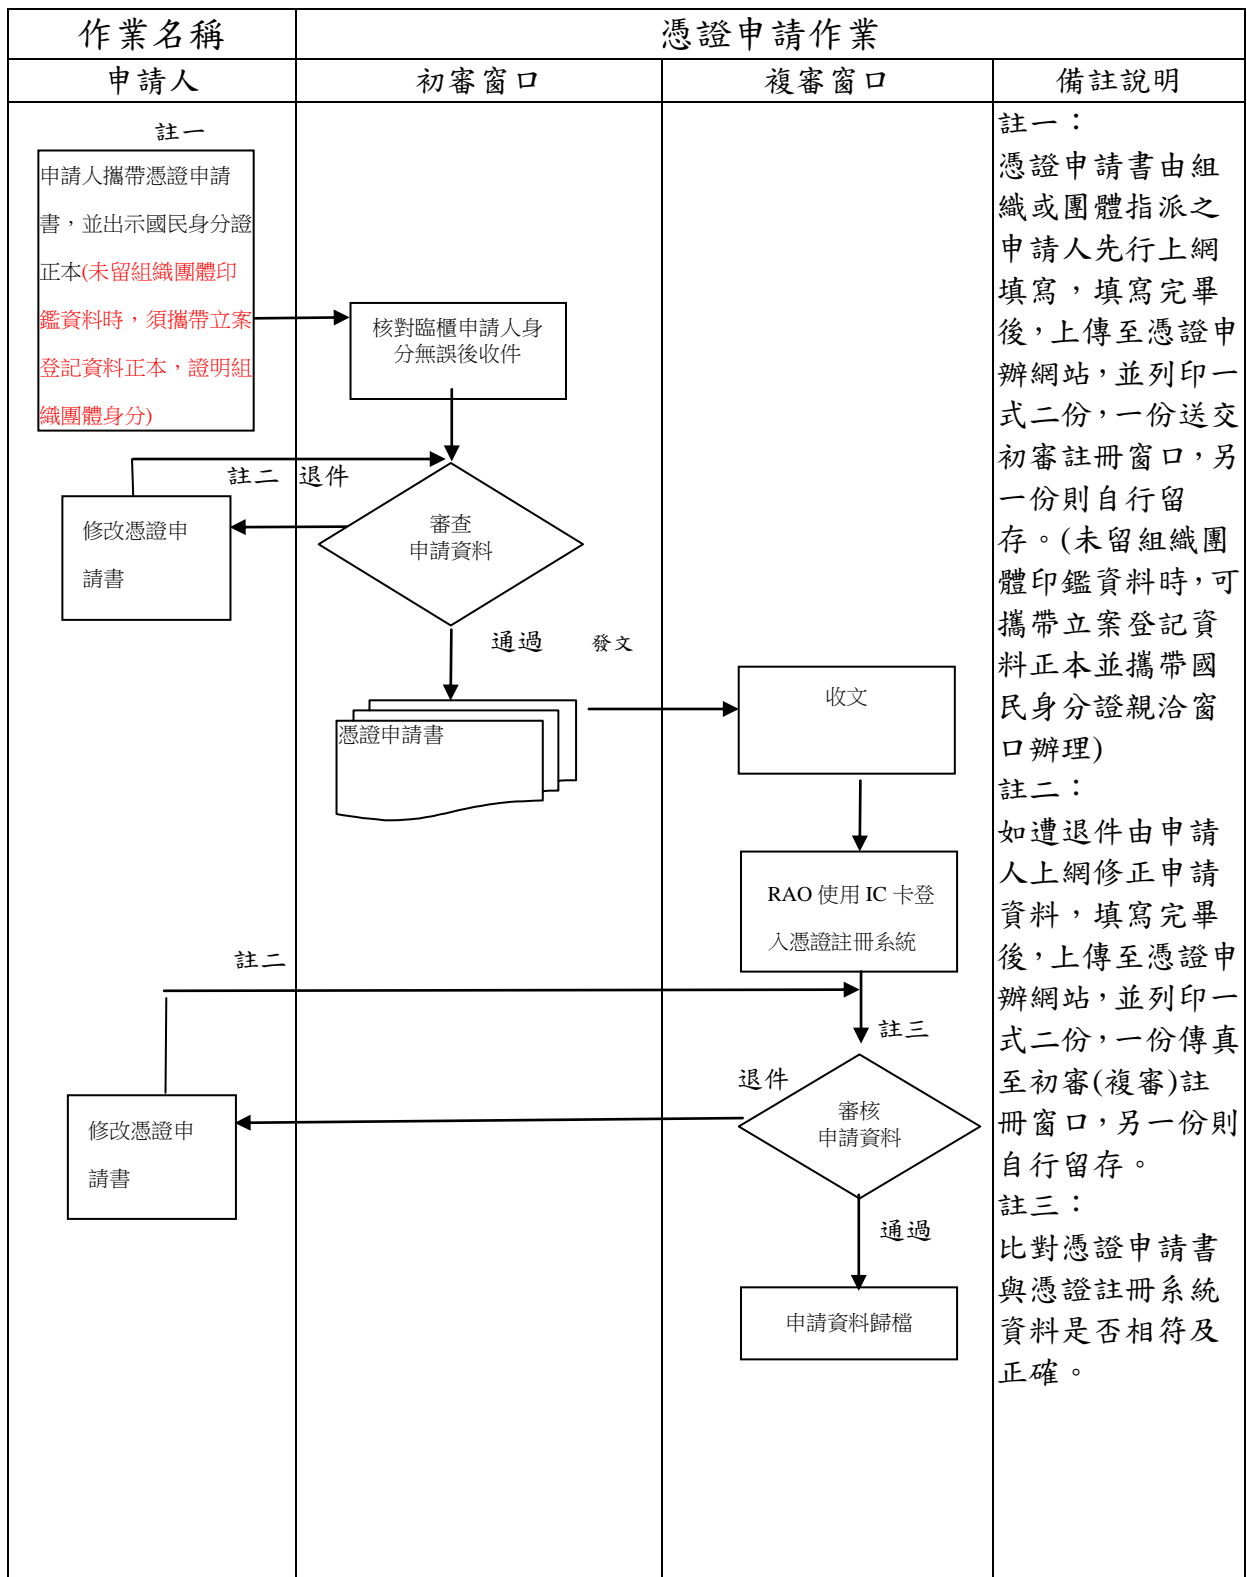 作業名稱
憑證申請作業
申請人
初審窗口
複審窗口
備註說明
註一
申請人攜帶憑證申請
書，並出示國民身分證
正本(未留組織團體印
鑑資料時，須攜帶立案
登記資料正本，證明組
織團體身分)
核對臨櫃申請人身
分無誤後收件
註二
退件
修改憑證申
請書
審查
申請資料
通過
發文
憑證申請書
收文
RAO 使用 IC 卡登
入憑證註冊系統
註二
註三
退件
修改憑證申
請書
審核
申請資料
通過
申請資料歸檔
註一：
憑證申請書由組
織或團體指派之
申請人先行上網
填寫，填寫完畢
後，上傳至憑證申
辦網站，並列印一
式二份，一份送交
初審註冊窗口，另
一份則自行留
存。(未留組織團
體印鑑資料時，可
攜帶立案登記資
料正本並攜帶國
民身分證親洽窗
口辦理)
註二：
如遭退件由申請
人上網修正申請
資料，填寫完畢
後，上傳至憑證申
辦網站，並列印一
式二份，一份傳真
至初審(複審)註
冊窗口，另一份則
自行留存。
註三：
比對憑證申請書
與憑證註冊系統
資料是否相符及
正確。